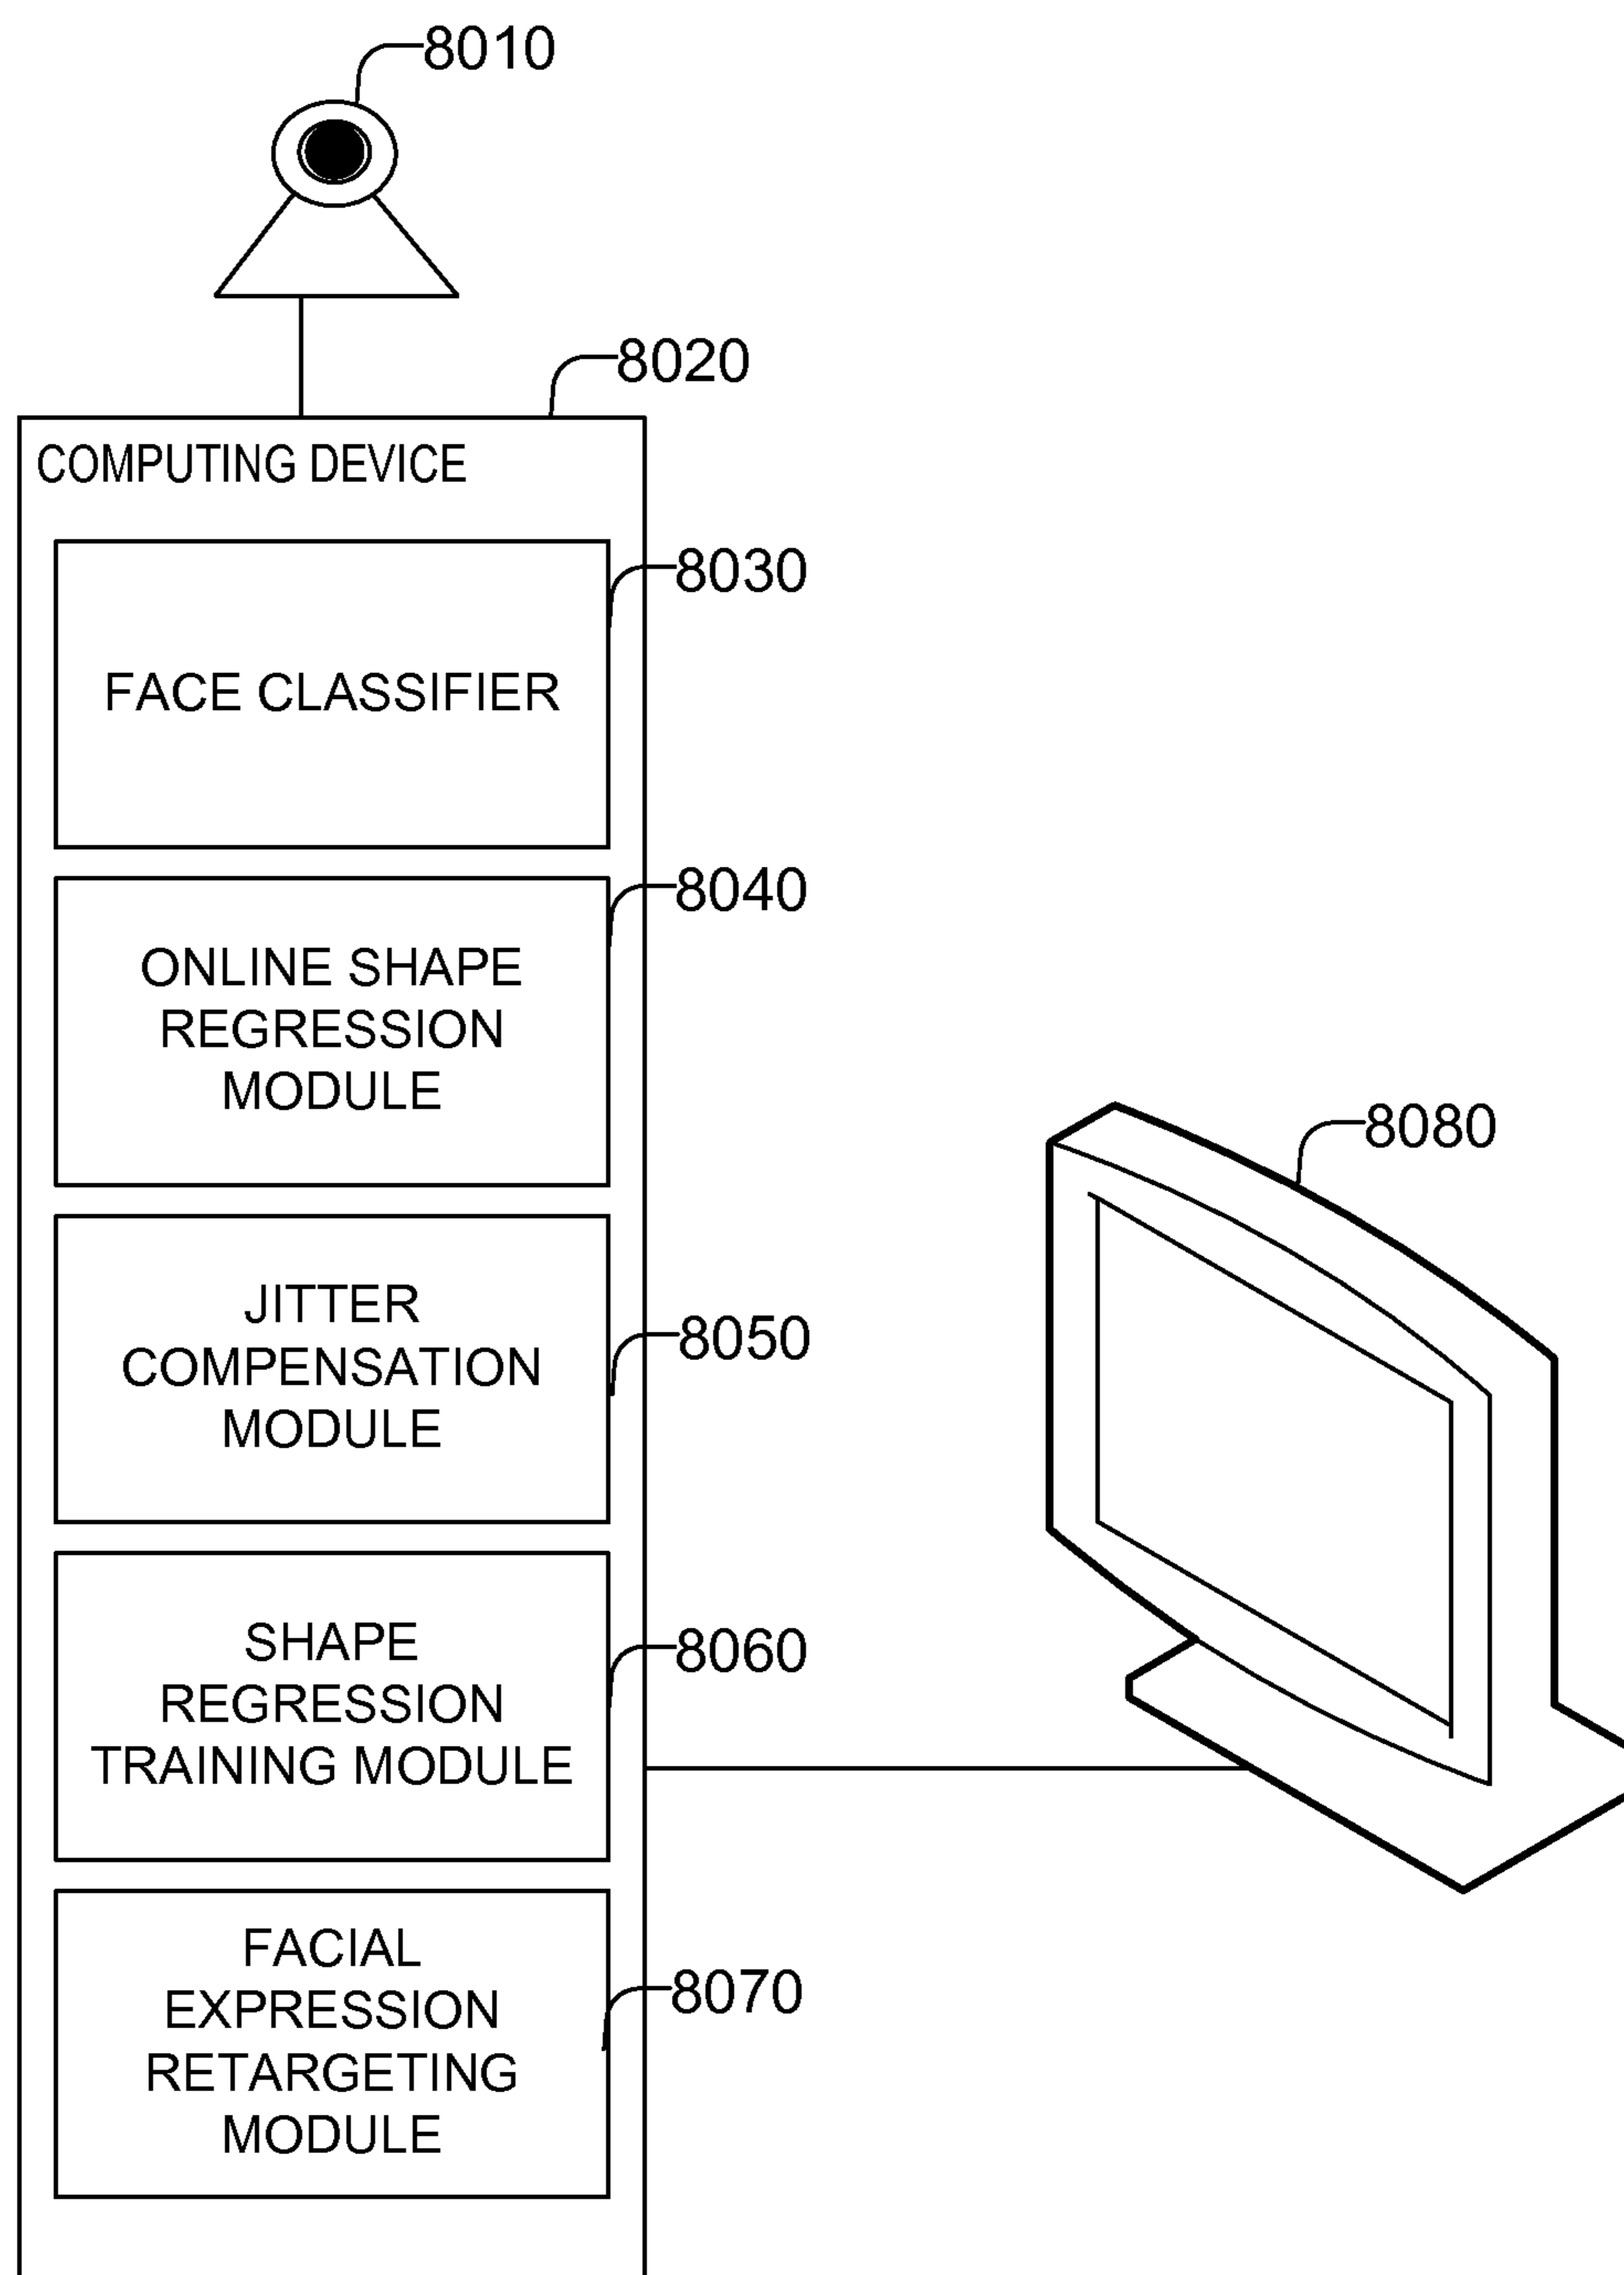 8010
8020
COMPUTING DEVICE
8030
FACE CLASSIFIER
8040
ONLINE SHAPE
REGRESSION
MODULE
8080
JITTER
COMPENSATION
MODULE
8050
SHAPE
REGRESSION
TRAINING MODULE
8060
FACIAL
EXPRESSION
RETARGETING
MODULE
8070